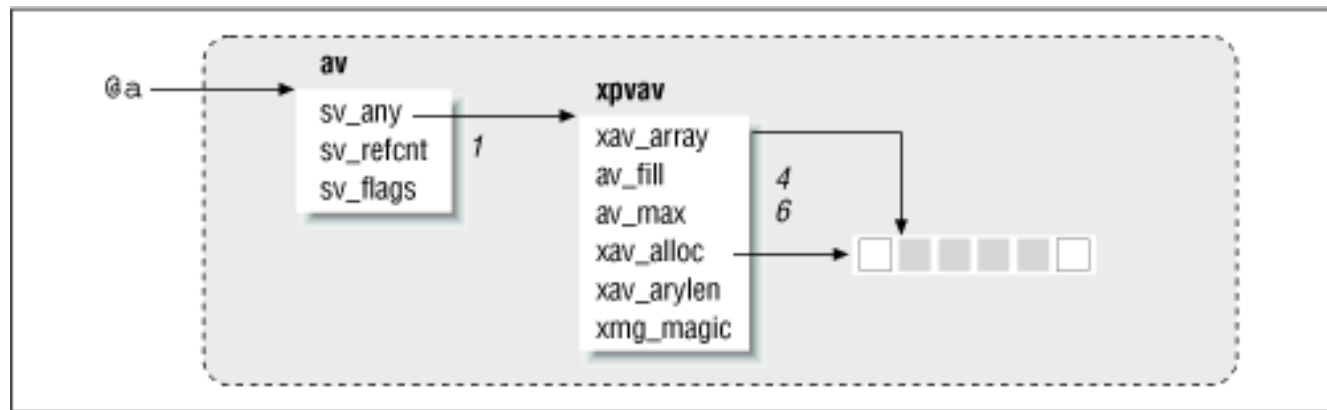 @a
av
sv_any
sv_refcnt 1
sv_flags
xpvav
xav_array
av_fill 4
av_max 6
xav_alloc
xav_arylen
xmg_magic